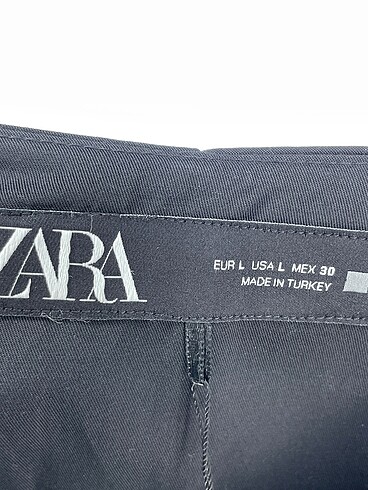 ZARA
EUR L USA L MEX 30
MADE IN TURKEY